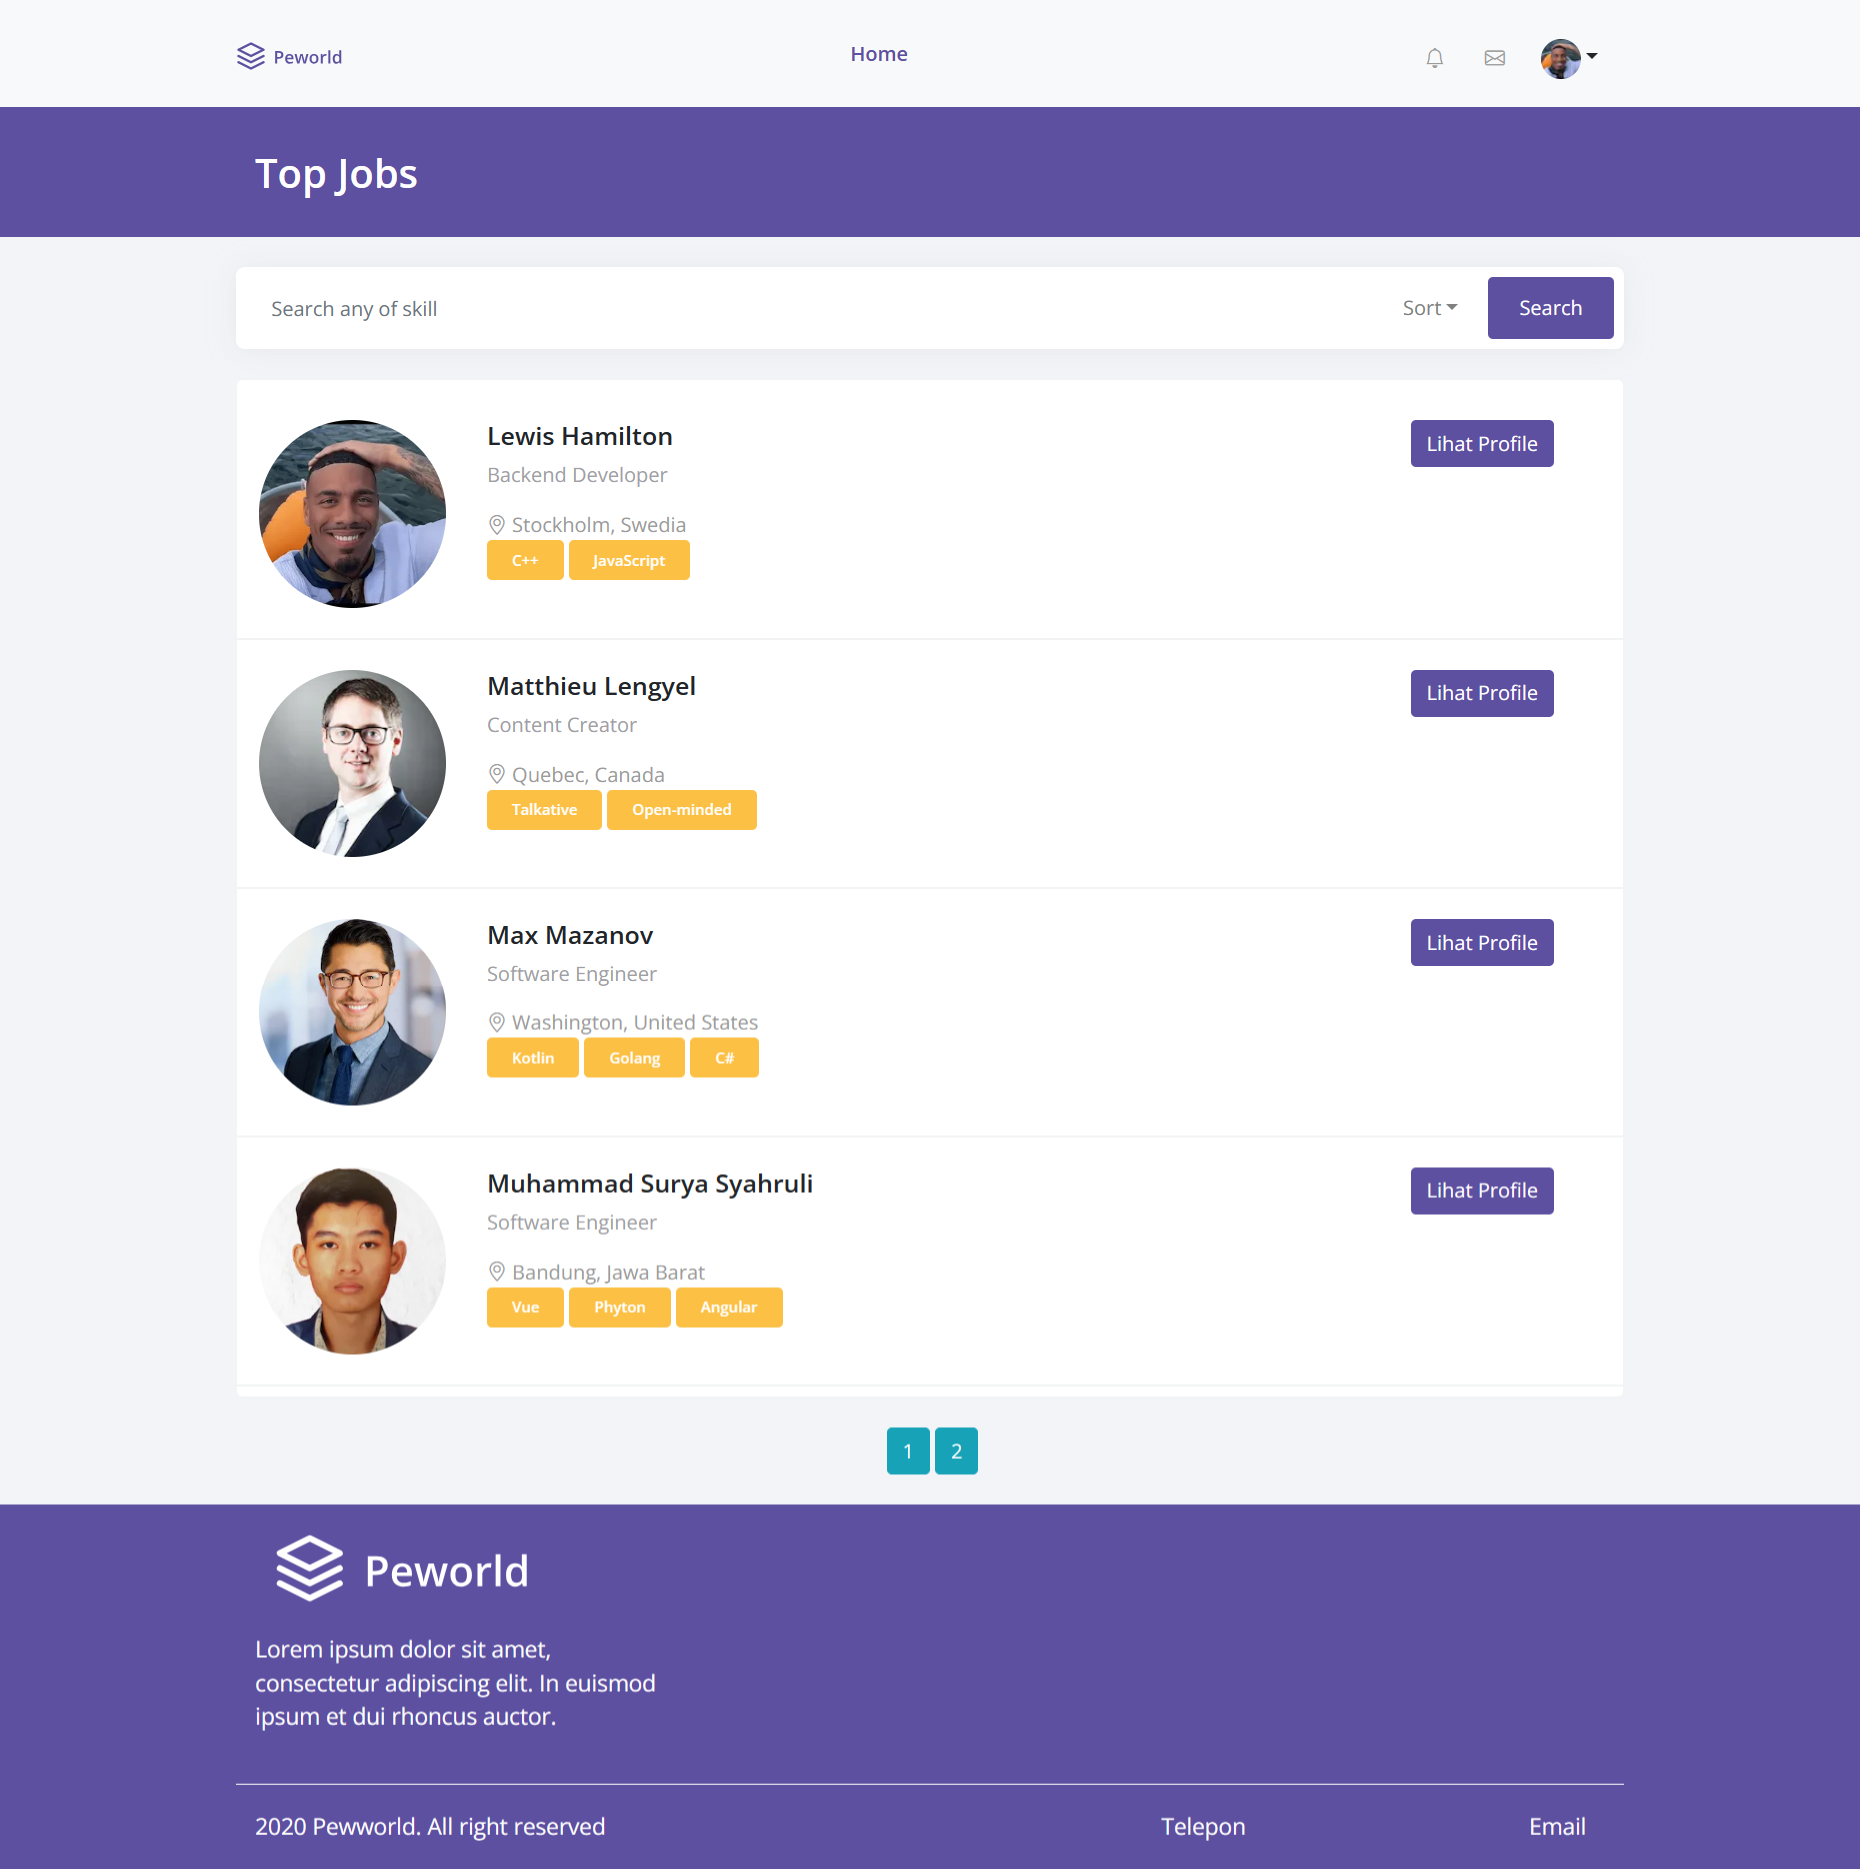 Peworld
Home
Top Jobs
Search any of skill
Sort
Search
Lewis Hamilton
Lihat Profile
Backend Developer
Stockholm, Swedia
C++ JavaScript
Matthieu Lengyel
Lihat Profile
Content Creator
Quebec, Canada
Talkative Open-minded
Max Mazanov
Lihat Profile
Software Engineer
Washington, United States
Kotlin Golang C#
Muhammad Surya Syahruli
Lihat Profile
Software Engineer
Bandung, Jawa Barat
Vue Phyton Angular
1 2
Peworld
Lorem ipsum dolor sit amet,
consectetur adipiscing elit. In euismod
ipsum et dui rhoncus auctor.
2020 Pewworld. All right reserved
Telepon
Email